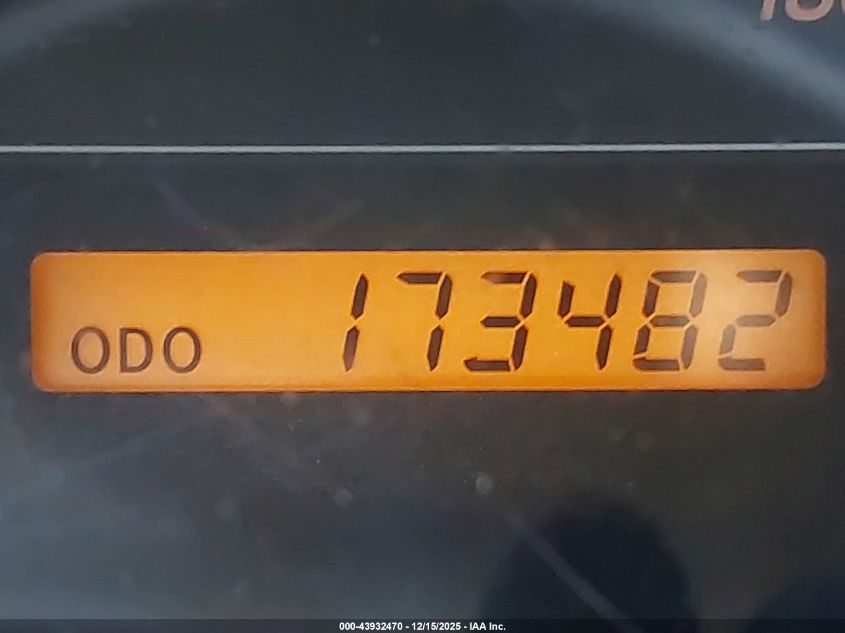 ODO 173482
000-43932470 - 12/15/2025 - IAA Inc.